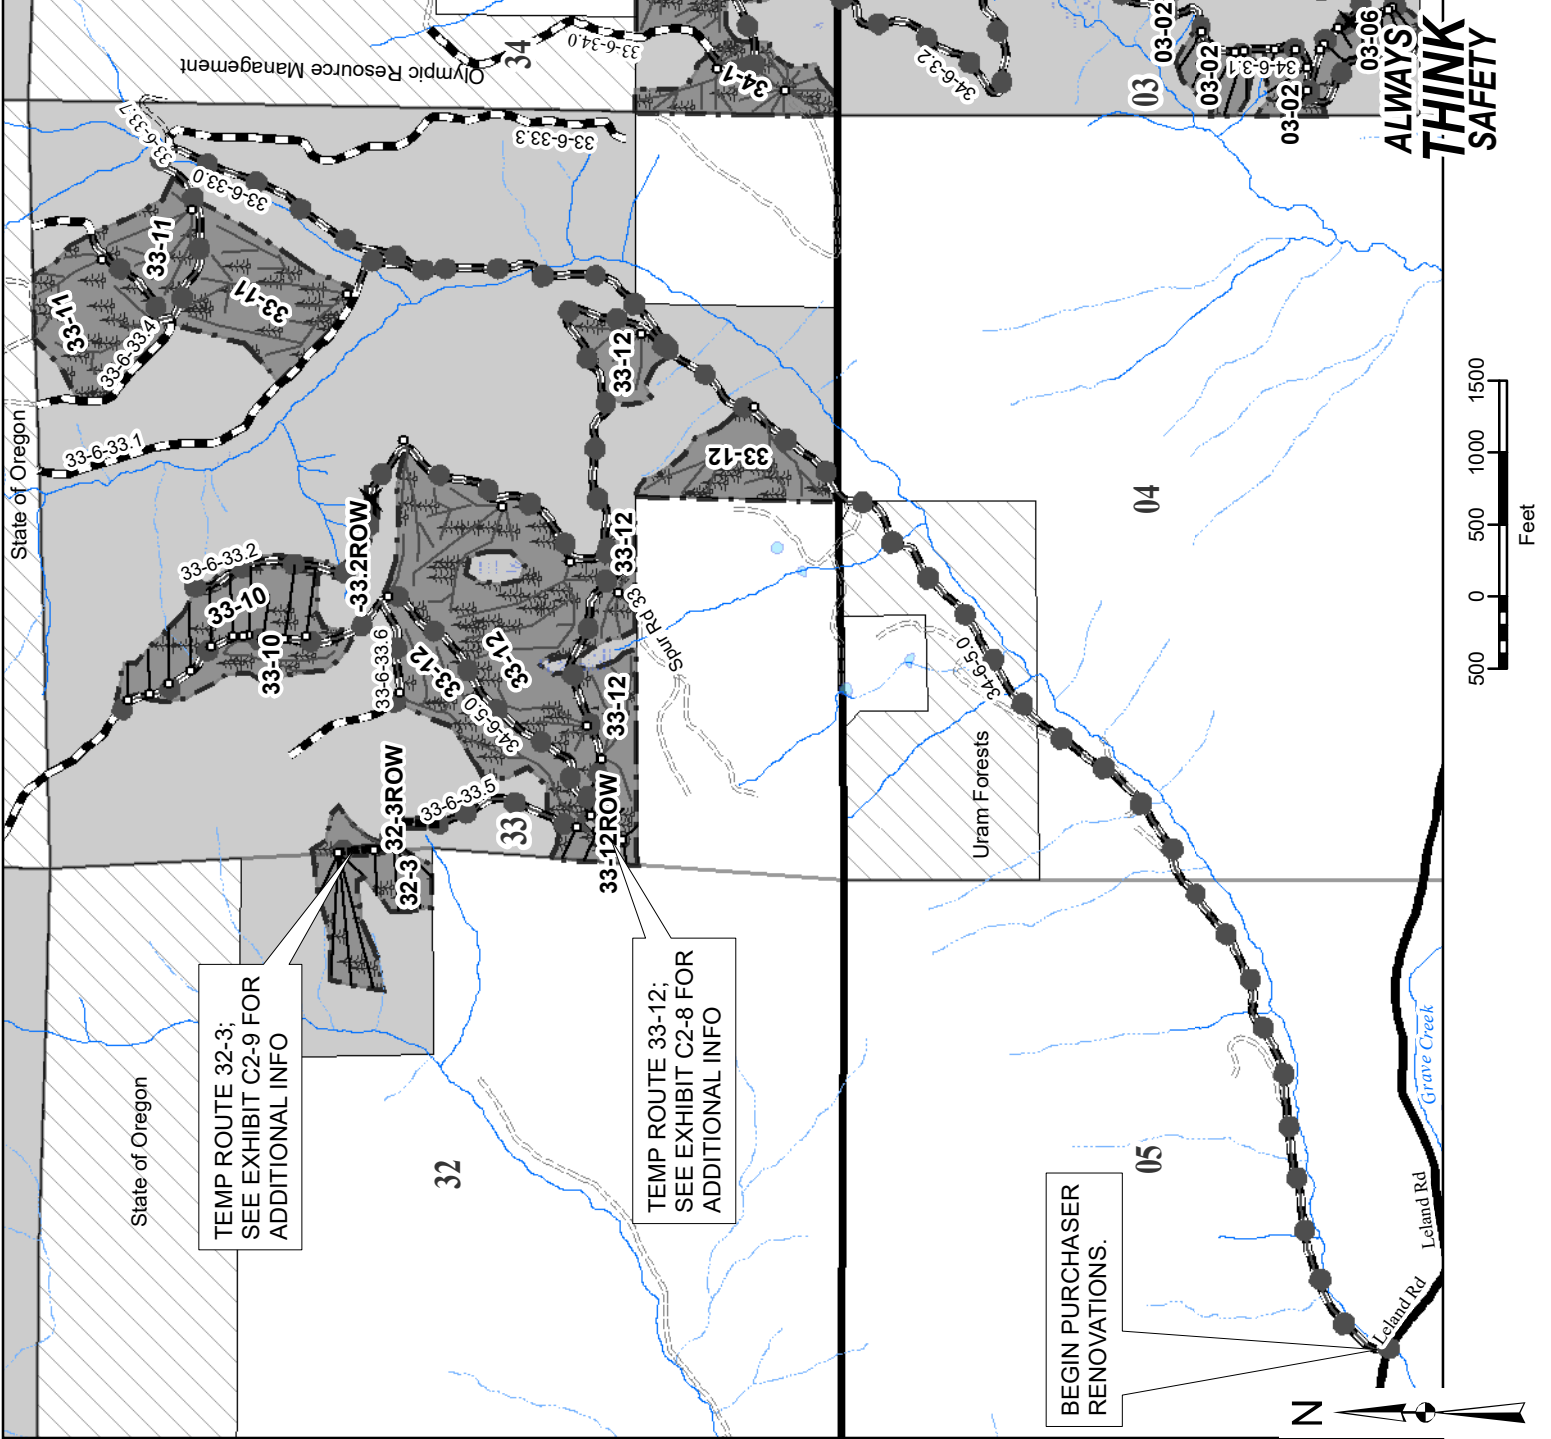 State of Oregon
State of Oregon
Olympic Resource Management
Uram Forests
TEMP ROUTE 32-3;
SEE EXHIBIT C2-9 FOR
ADDITIONAL INFO
TEMP ROUTE 33-12;
SEE EXHIBIT C2-8 FOR
ADDITIONAL INFO
BEGIN PURCHASER
RENOVATIONS.
32
33
34
03
04
05
33-6-33.7
33-6-33.0
33-6-33.3
33-6-34.0
34-6-3.2
34-6-3.1
33-6-33.4
33-6-33.1
33-6-33.2
33-6-33.6
33-6-33.5
34-6-5.0
34-6-5.0
33-11
33-11
33-11
33-10
33-10
-33.2ROW
33-12
33-12
33-12
33-12
33-12
33-12
33-12ROW
32-3ROW
32-3
34-1
03-02
03-02
03-02
03-06
Spur Rd 33
Leland Rd
Leland Rd
Grave Creek
ALWAYS
THINK
SAFETY
500 0 500 1000 1500
Feet
N